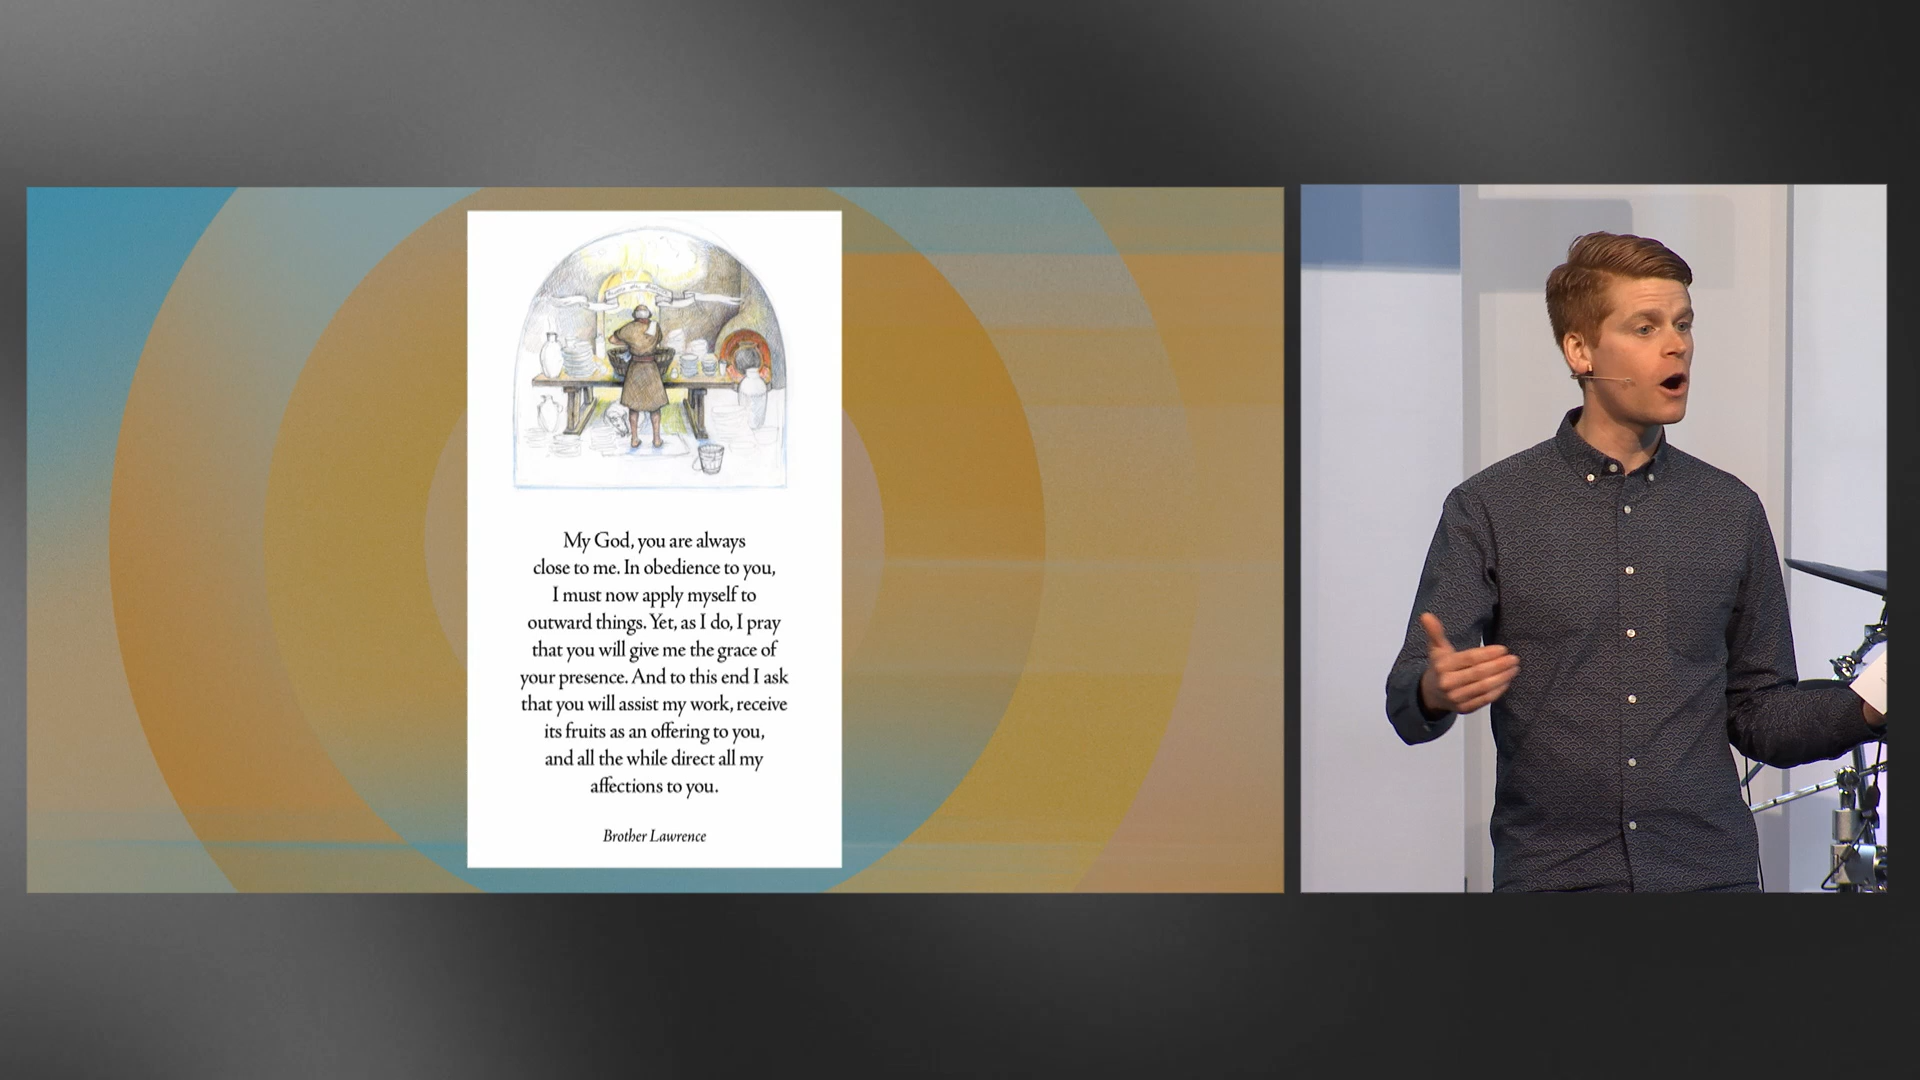 My God, you are always
close to me. In obedience to you,
I must now apply myself to
outward things. Yet, as I do, I pray
that you will give me the grace of
your presence. And to this end I ask
that you will assist my work, receive
its fruits as an offering to you,
and all the while direct all my
affections to you.
Brother Lawrence